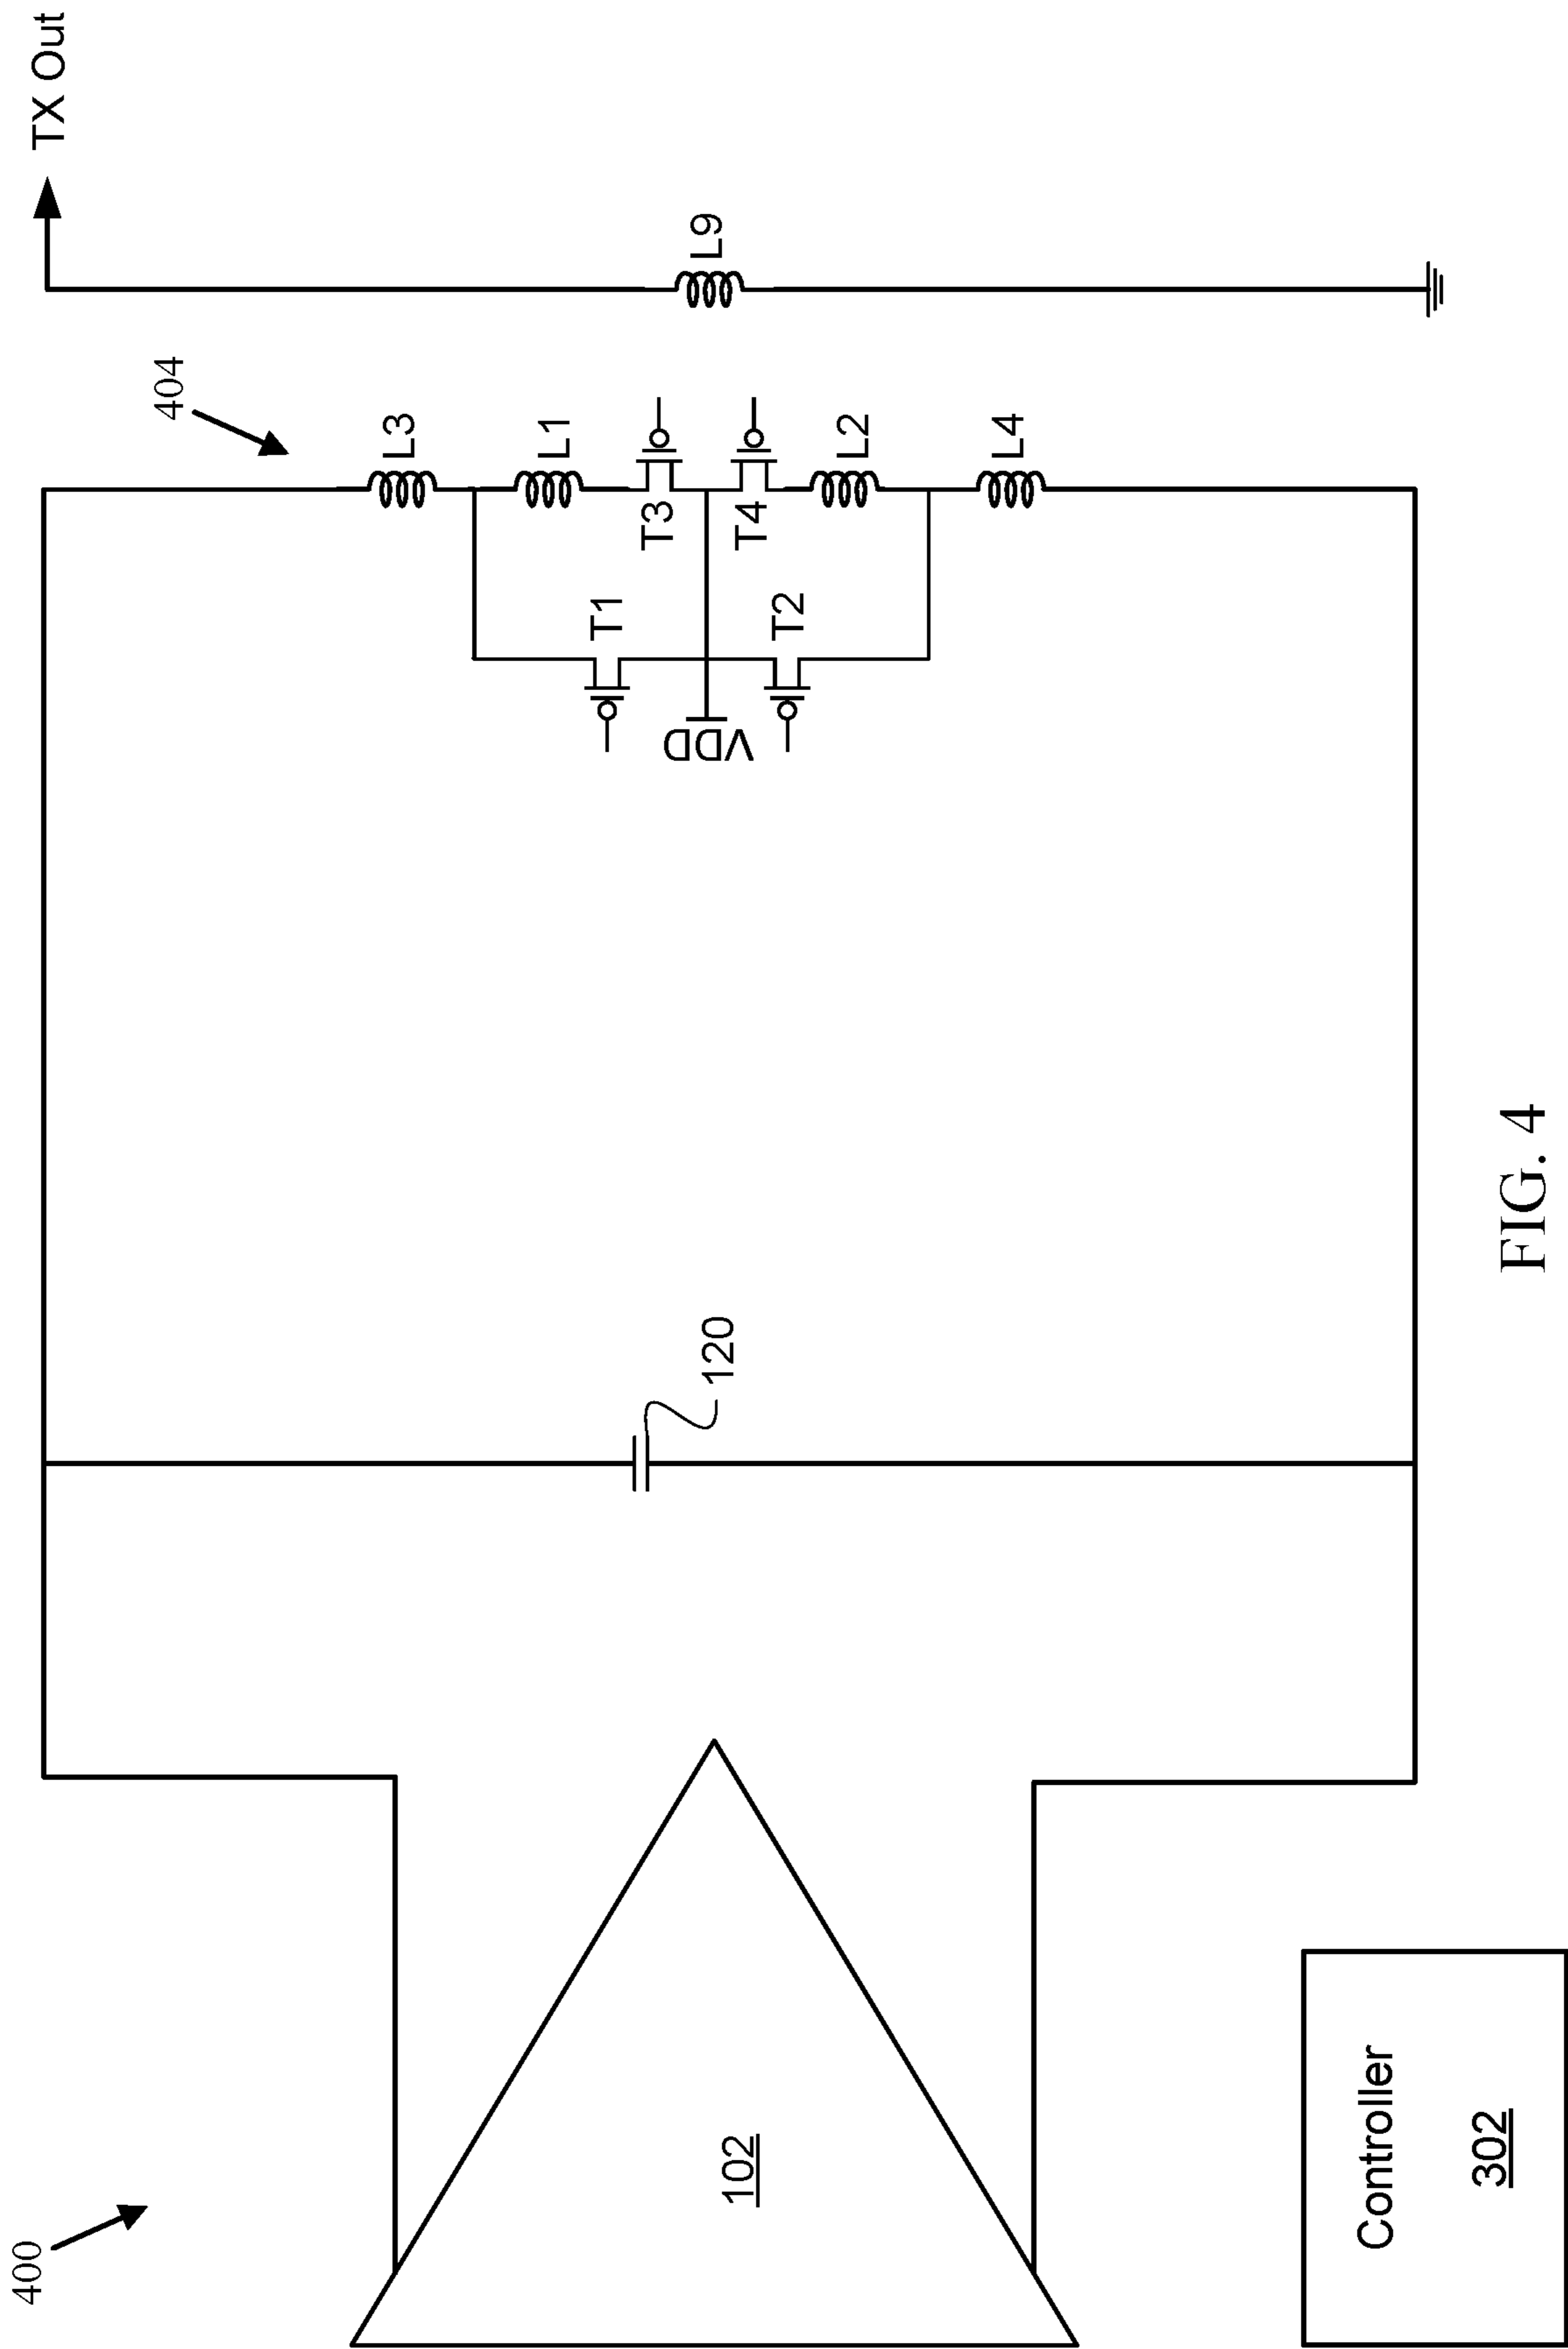 400
404
TX Out
L3
L1
T3
T1
VDD
T4
T2
L2
L4
L9
120
102
Controller
302
FIG. 4